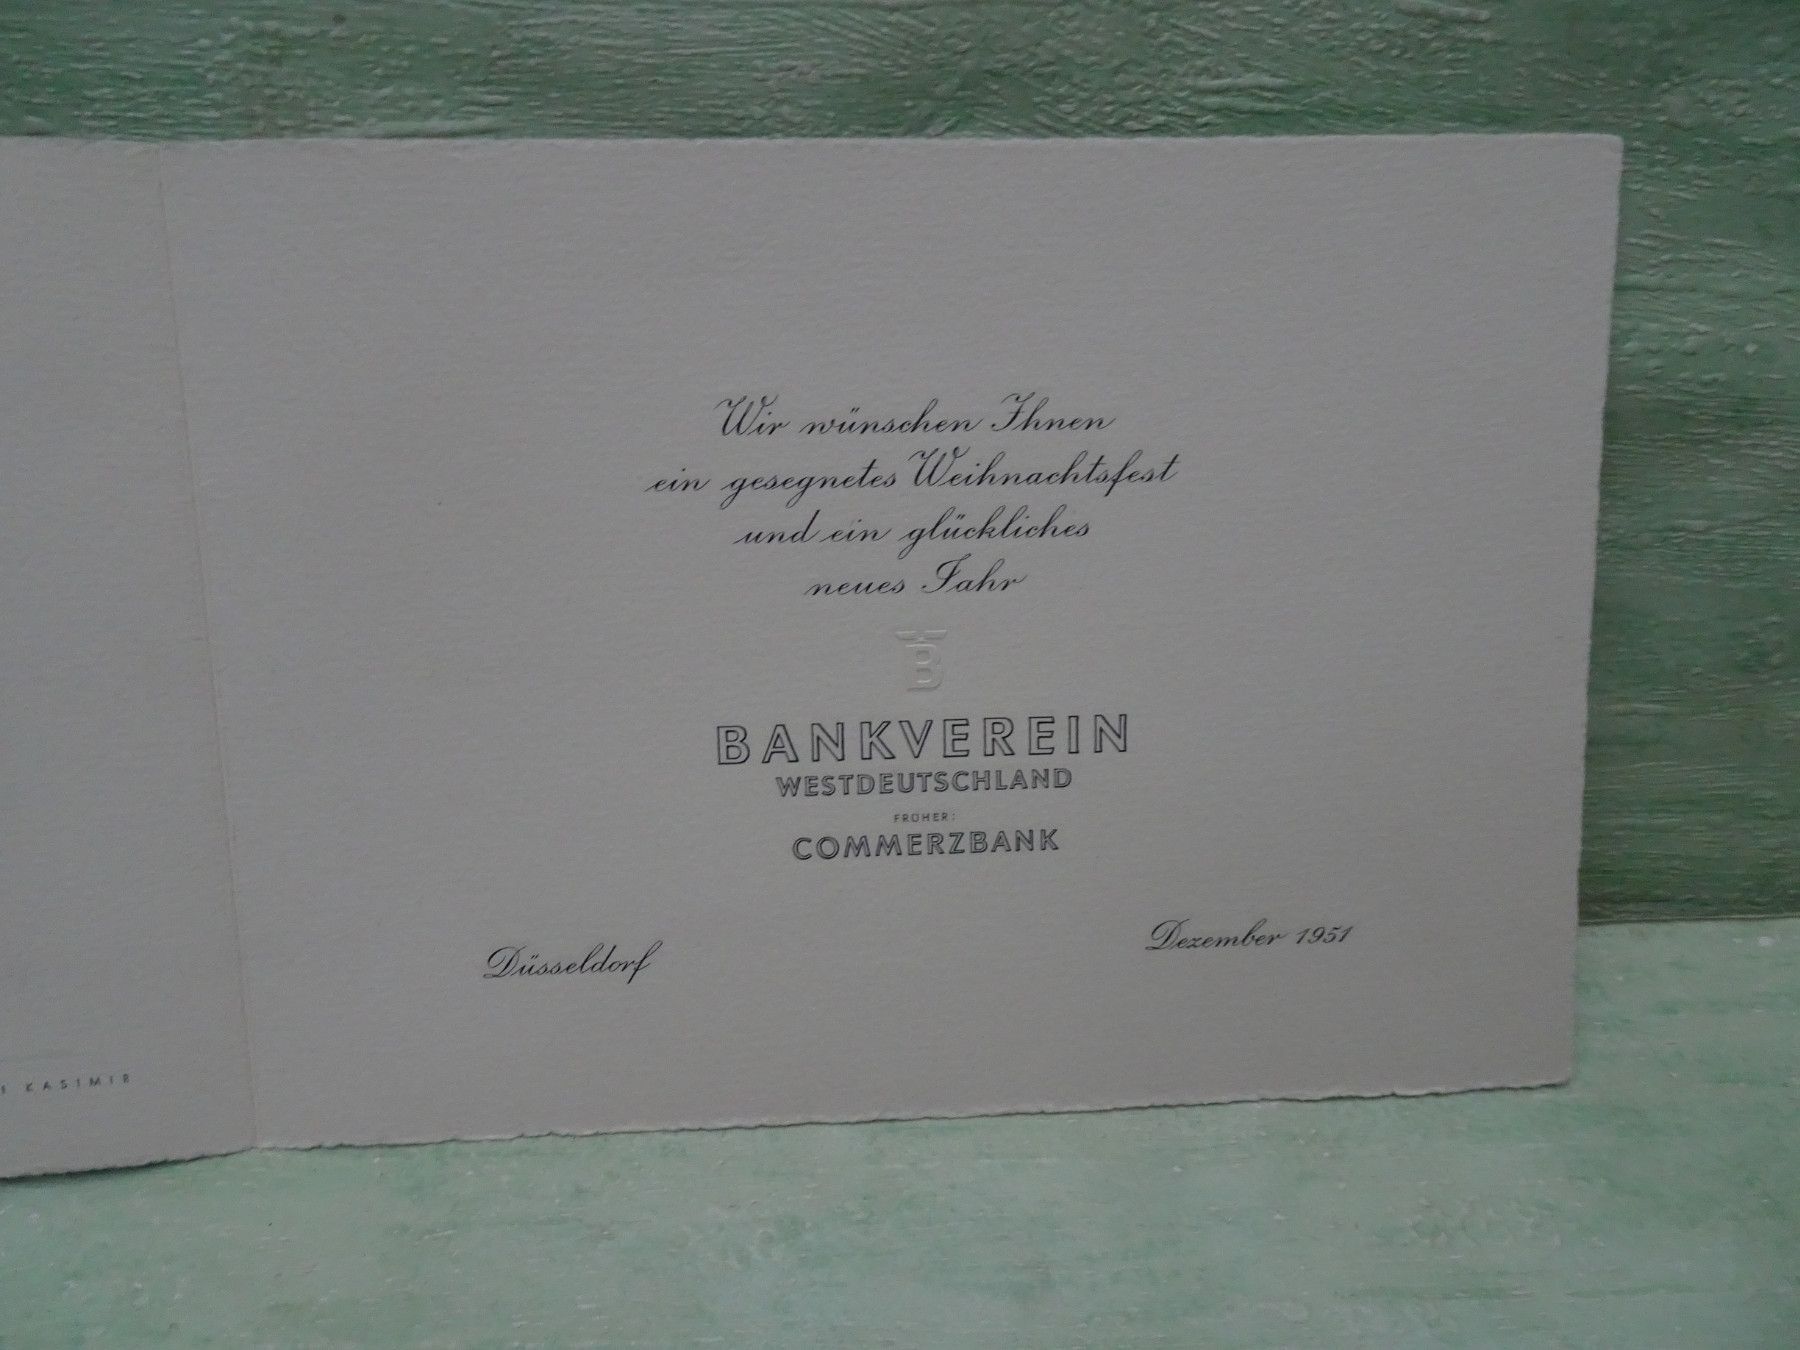 Wir wünschen Ihnen
ein gesegnetes Weihnachtsfest
und ein glückliches
neues Jahr
B
BANKVEREIN
WESTDEUTSCHLAND
FRÜHER:
COMMERZBANK
Düsseldorf
Dezember 1951
KASIMIR